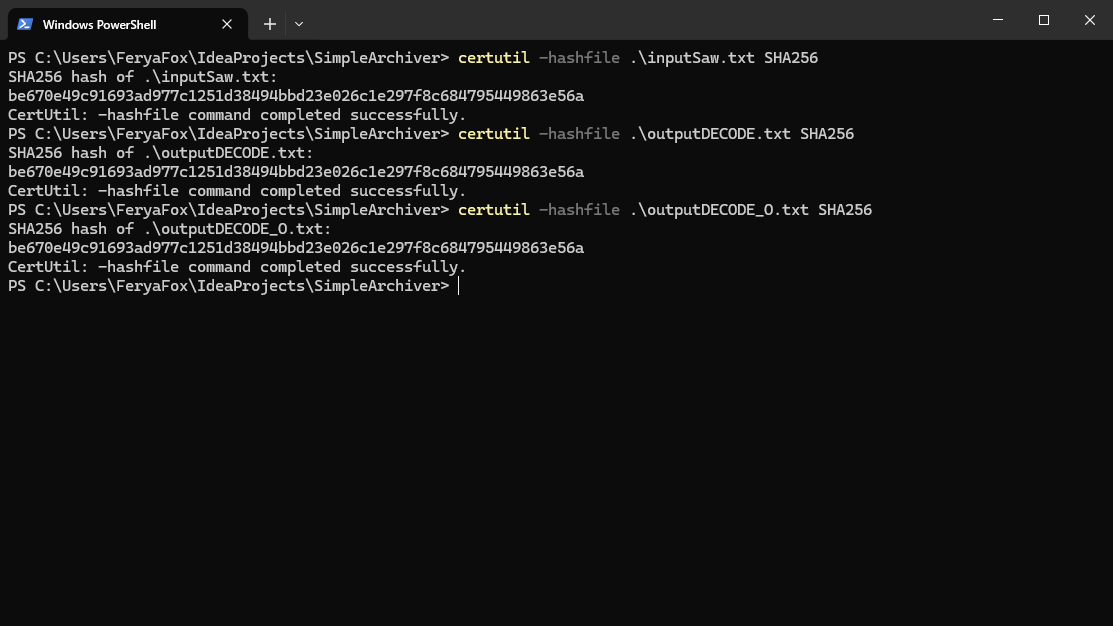 Windows PowerShell
PS C:\Users\FeryaFox\IdeaProjects\SimpleArchiver> certutil -hashfile .\inputSaw.txt SHA256
SHA256 hash of .\inputSaw.txt:
be670e49c91693ad977c1251d38494bbd23e026c1e297f8c684795449863e56a
CertUtil: -hashfile command completed successfully.
PS C:\Users\FeryaFox\IdeaProjects\SimpleArchiver> certutil -hashfile .\outputDECODE.txt SHA256
SHA256 hash of .\outputDECODE.txt:
be670e49c91693ad977c1251d38494bbd23e026c1e297f8c684795449863e56a
CertUtil: -hashfile command completed successfully.
PS C:\Users\FeryaFox\IdeaProjects\SimpleArchiver> certutil -hashfile .\outputDECODE_O.txt SHA256
SHA256 hash of .\outputDECODE_O.txt:
be670e49c91693ad977c1251d38494bbd23e026c1e297f8c684795449863e56a
CertUtil: -hashfile command completed successfully.
PS C:\Users\FeryaFox\IdeaProjects\SimpleArchiver>